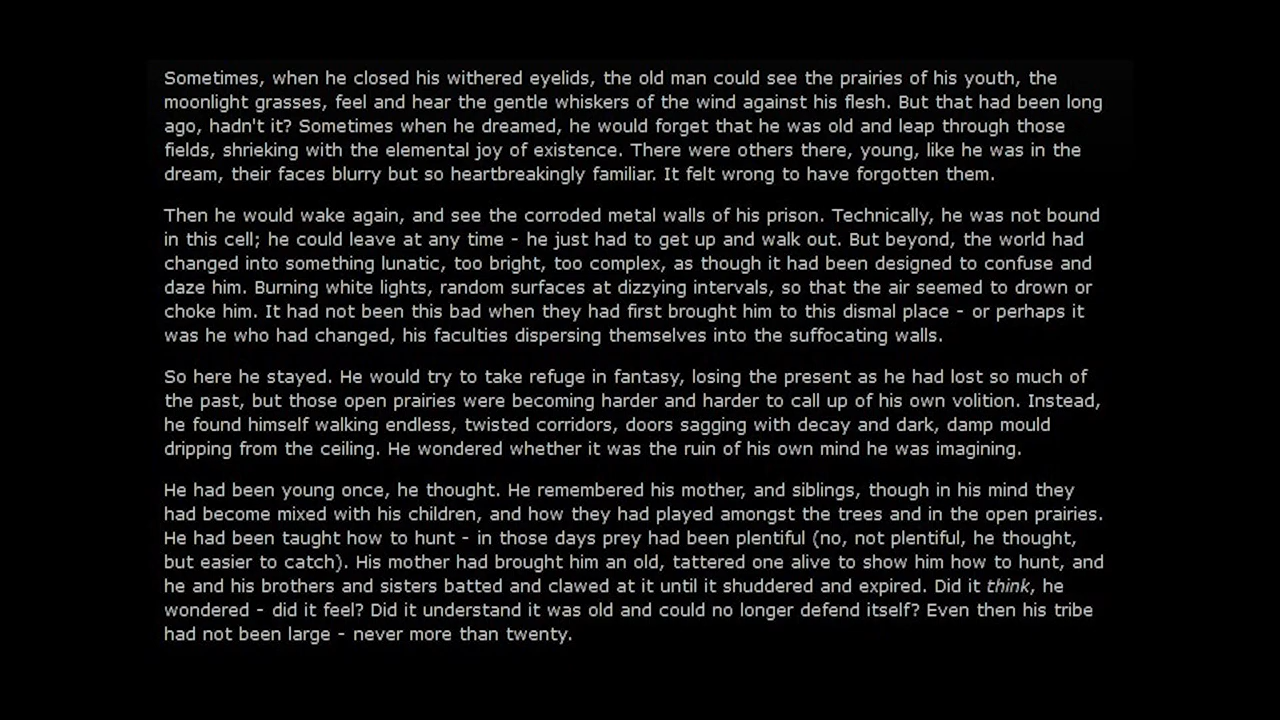 Sometimes, when he closed his withered eyelids, the old man could see the prairies of his youth, the
moonlight grasses, feel and hear the gentle whiskers of the wind against his flesh. But that had been long
ago, hadn't it? Sometimes when he dreamed, he would forget that he was old and leap through those
fields, shrieking with the elemental joy of existence. There were others there, young, like he was in the
dream, their faces blurry but so heartbreakingly familiar. It felt wrong to have forgotten them.
Then he would wake again, and see the corroded metal walls of his prison. Technically, he was not bound
in this cell; he could leave at any time - he just had to get up and walk out. But beyond, the world had
changed into something lunatic, too bright, too complex, as though it had been designed to confuse and
daze him. Burning white lights, random surfaces at dizzying intervals, so that the air seemed to drown or
choke him. It had not been this bad when they had first brought him to this dismal place - or perhaps it
was he who had changed, his faculties dispersing themselves into the suffocating walls.
So here he stayed. He would try to take refuge in fantasy, losing the present as he had lost so much of
the past, but those open prairies were becoming harder and harder to call up of his own volition. Instead,
he found himself walking endless, twisted corridors, doors sagging with decay and dark, damp mould
dripping from the ceiling. He wondered whether it was the ruin of his own mind he was imagining.
He had been young once, he thought. He remembered his mother, and siblings, though in his mind they
had become mixed with his children, and how they had played amongst the trees and in the open prairies.
He had been taught how to hunt - in those days prey had been plentiful (no, not plentiful, he thought,
but easier to catch). His mother had brought him an old, tattered one alive to show him how to hunt, and
he and his brothers and sisters batted and clawed at it until it shuddered and expired. Did it think, he
wondered - did it feel? Did it understand it was old and could no longer defend itself? Even then his tribe
had not been large - never more than twenty.